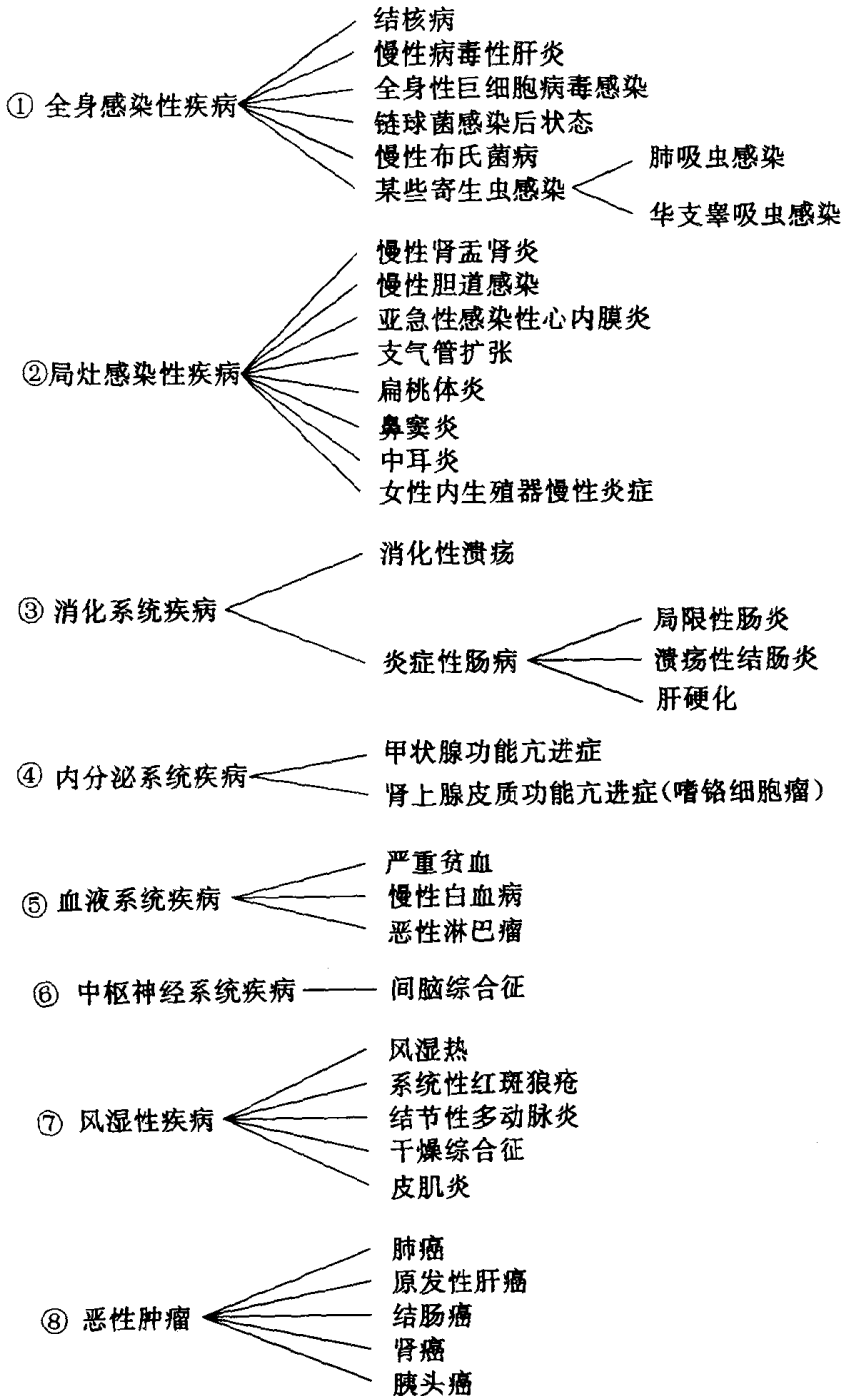 ① 全身感染性疾病
结核病
慢性病毒性肝炎
全身性巨细胞病毒感染
链球菌感染后状态
慢性布氏菌病
某些寄生虫感染
肺吸虫感染
华支睾吸虫感染
②局灶感染性疾病
慢性肾盂肾炎
慢性胆道感染
亚急性感染性心内膜炎
支气管扩张
扁桃体炎
鼻窦炎
中耳炎
女性内生殖器慢性炎症
③ 消化系统疾病
消化性溃疡
炎症性肠病
局限性肠炎
溃疡性结肠炎
肝硬化
④ 内分泌系统疾病
甲状腺功能亢进症
肾上腺皮质功能亢进症(嗜铬细胞瘤)
⑤ 血液系统疾病
严重贫血
慢性白血病
恶性淋巴瘤
⑥ 中枢神经系统疾病
间脑综合征
⑦ 风湿性疾病
风湿热
系统性红斑狼疮
结节性多动脉炎
干燥综合征
皮肌炎
⑧ 恶性肿瘤
肺癌
原发性肝癌
结肠癌
肾癌
胰头癌